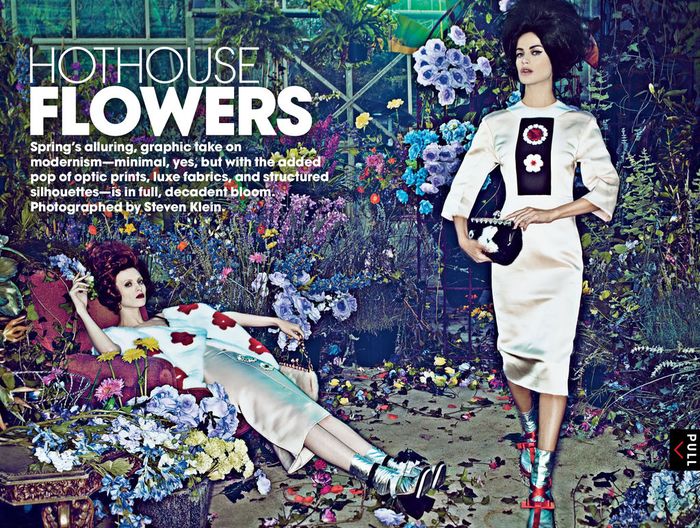 HOTHOUSE
FLOWERS
Spring's alluring, graphic take on
modernism—minimal, yes, but with the added
pop of optic prints, luxe fabrics, and structured
silhouettes—is in full, decadent bloom.
Photographed by Steven Klein.
PULL